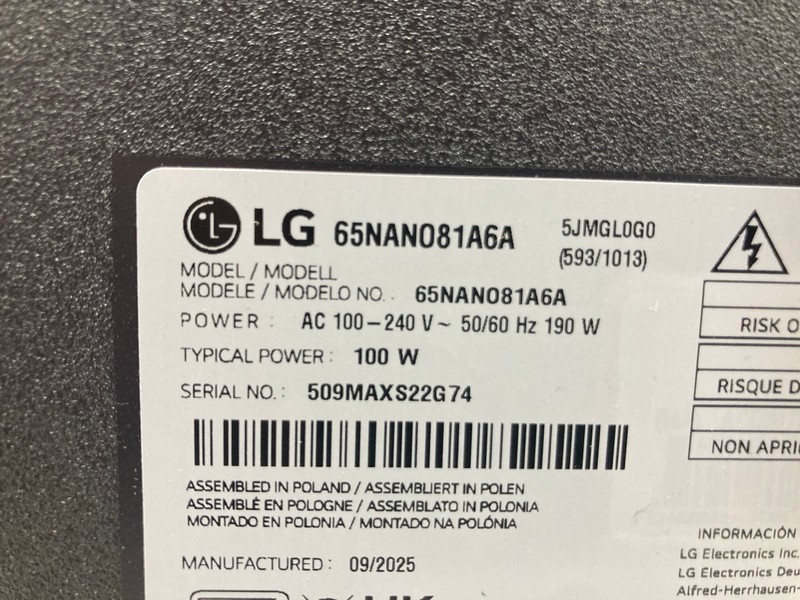 LG 65NANO81A6A 5JMGL0G0
(593/1013)
MODEL / MODELL
MODELE / MODELO NO. : 65NANO81A6A
POWER : AC 100-240 V~ 50/60 Hz 190 W
TYPICAL POWER : 100 W
SERIAL NO. : 509MAXS22G74
ASSEMBLED IN POLAND / ASSEMBLIERT IN POLEN
ASSEMBLÉ EN POLOGNE / ASSEMBLATO IN POLONIA
MONTADO EN POLONIA / MONTADO NA POLÓNIA
MANUFACTURED : 09/2025
RISK O
RISQUE D
NON APRI
INFORMACIÓN
LG Electronics Inc.
LG Electronics Deu
Alfred-Herrhausen-